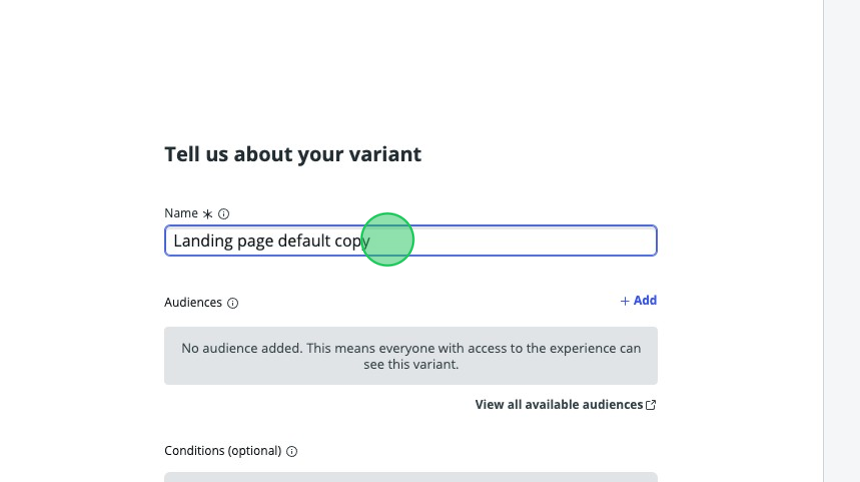 Tell us about your variant
Name *
Landing page default copy
Audiences
+ Add
No audience added. This means everyone with access to the experience can
see this variant.
View all available audiences
Conditions (optional)